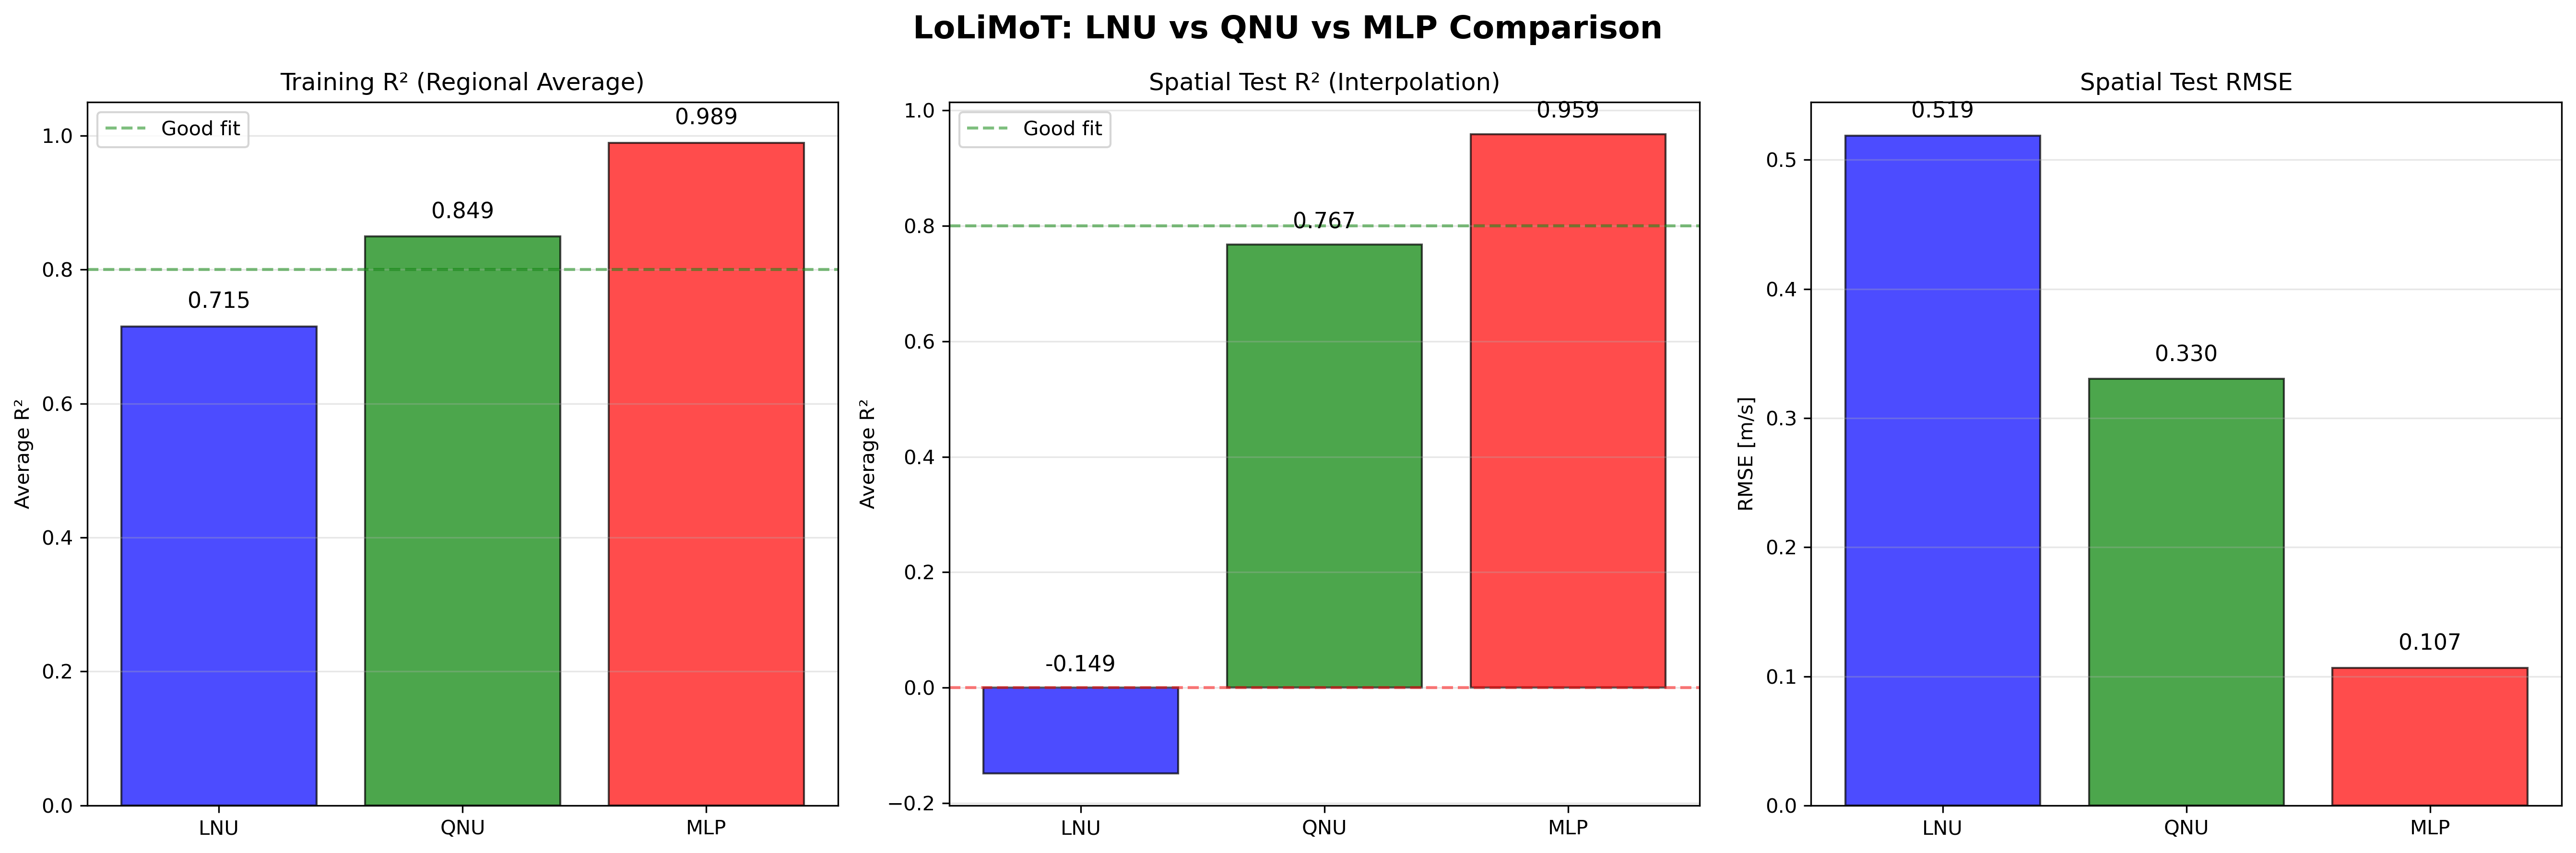 LoLiMoT: LNU vs QNU vs MLP Comparison
Training R² (Regional Average)
Good fit
0.715
0.849
0.989
1.0
0.8
0.6
0.4
0.2
0.0
Average R²
LNU
QNU
MLP
Spatial Test R² (Interpolation)
Good fit
-0.149
0.767
0.959
1.0
0.8
0.6
0.4
0.2
0.0
−0.2
Average R²
LNU
QNU
MLP
Spatial Test RMSE
0.519
0.330
0.107
0.5
0.4
0.3
0.2
0.1
0.0
RMSE [m/s]
LNU
QNU
MLP